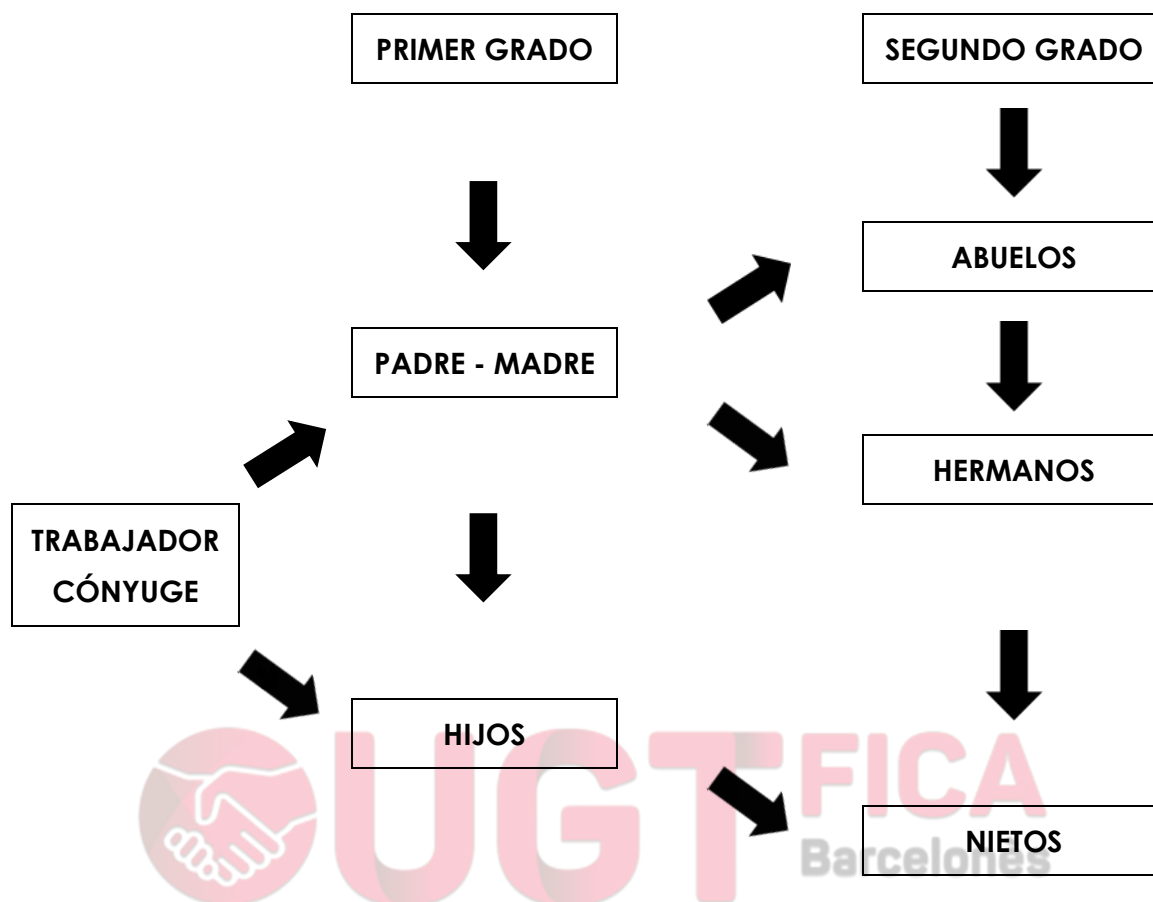 PRIMER GRADO
SEGUNDO GRADO
ABUELOS
PADRE - MADRE
HERMANOS
TRABAJADOR
CÓNYUGE
HIJOS
NIETOS
UGT FICA
Barcelonès